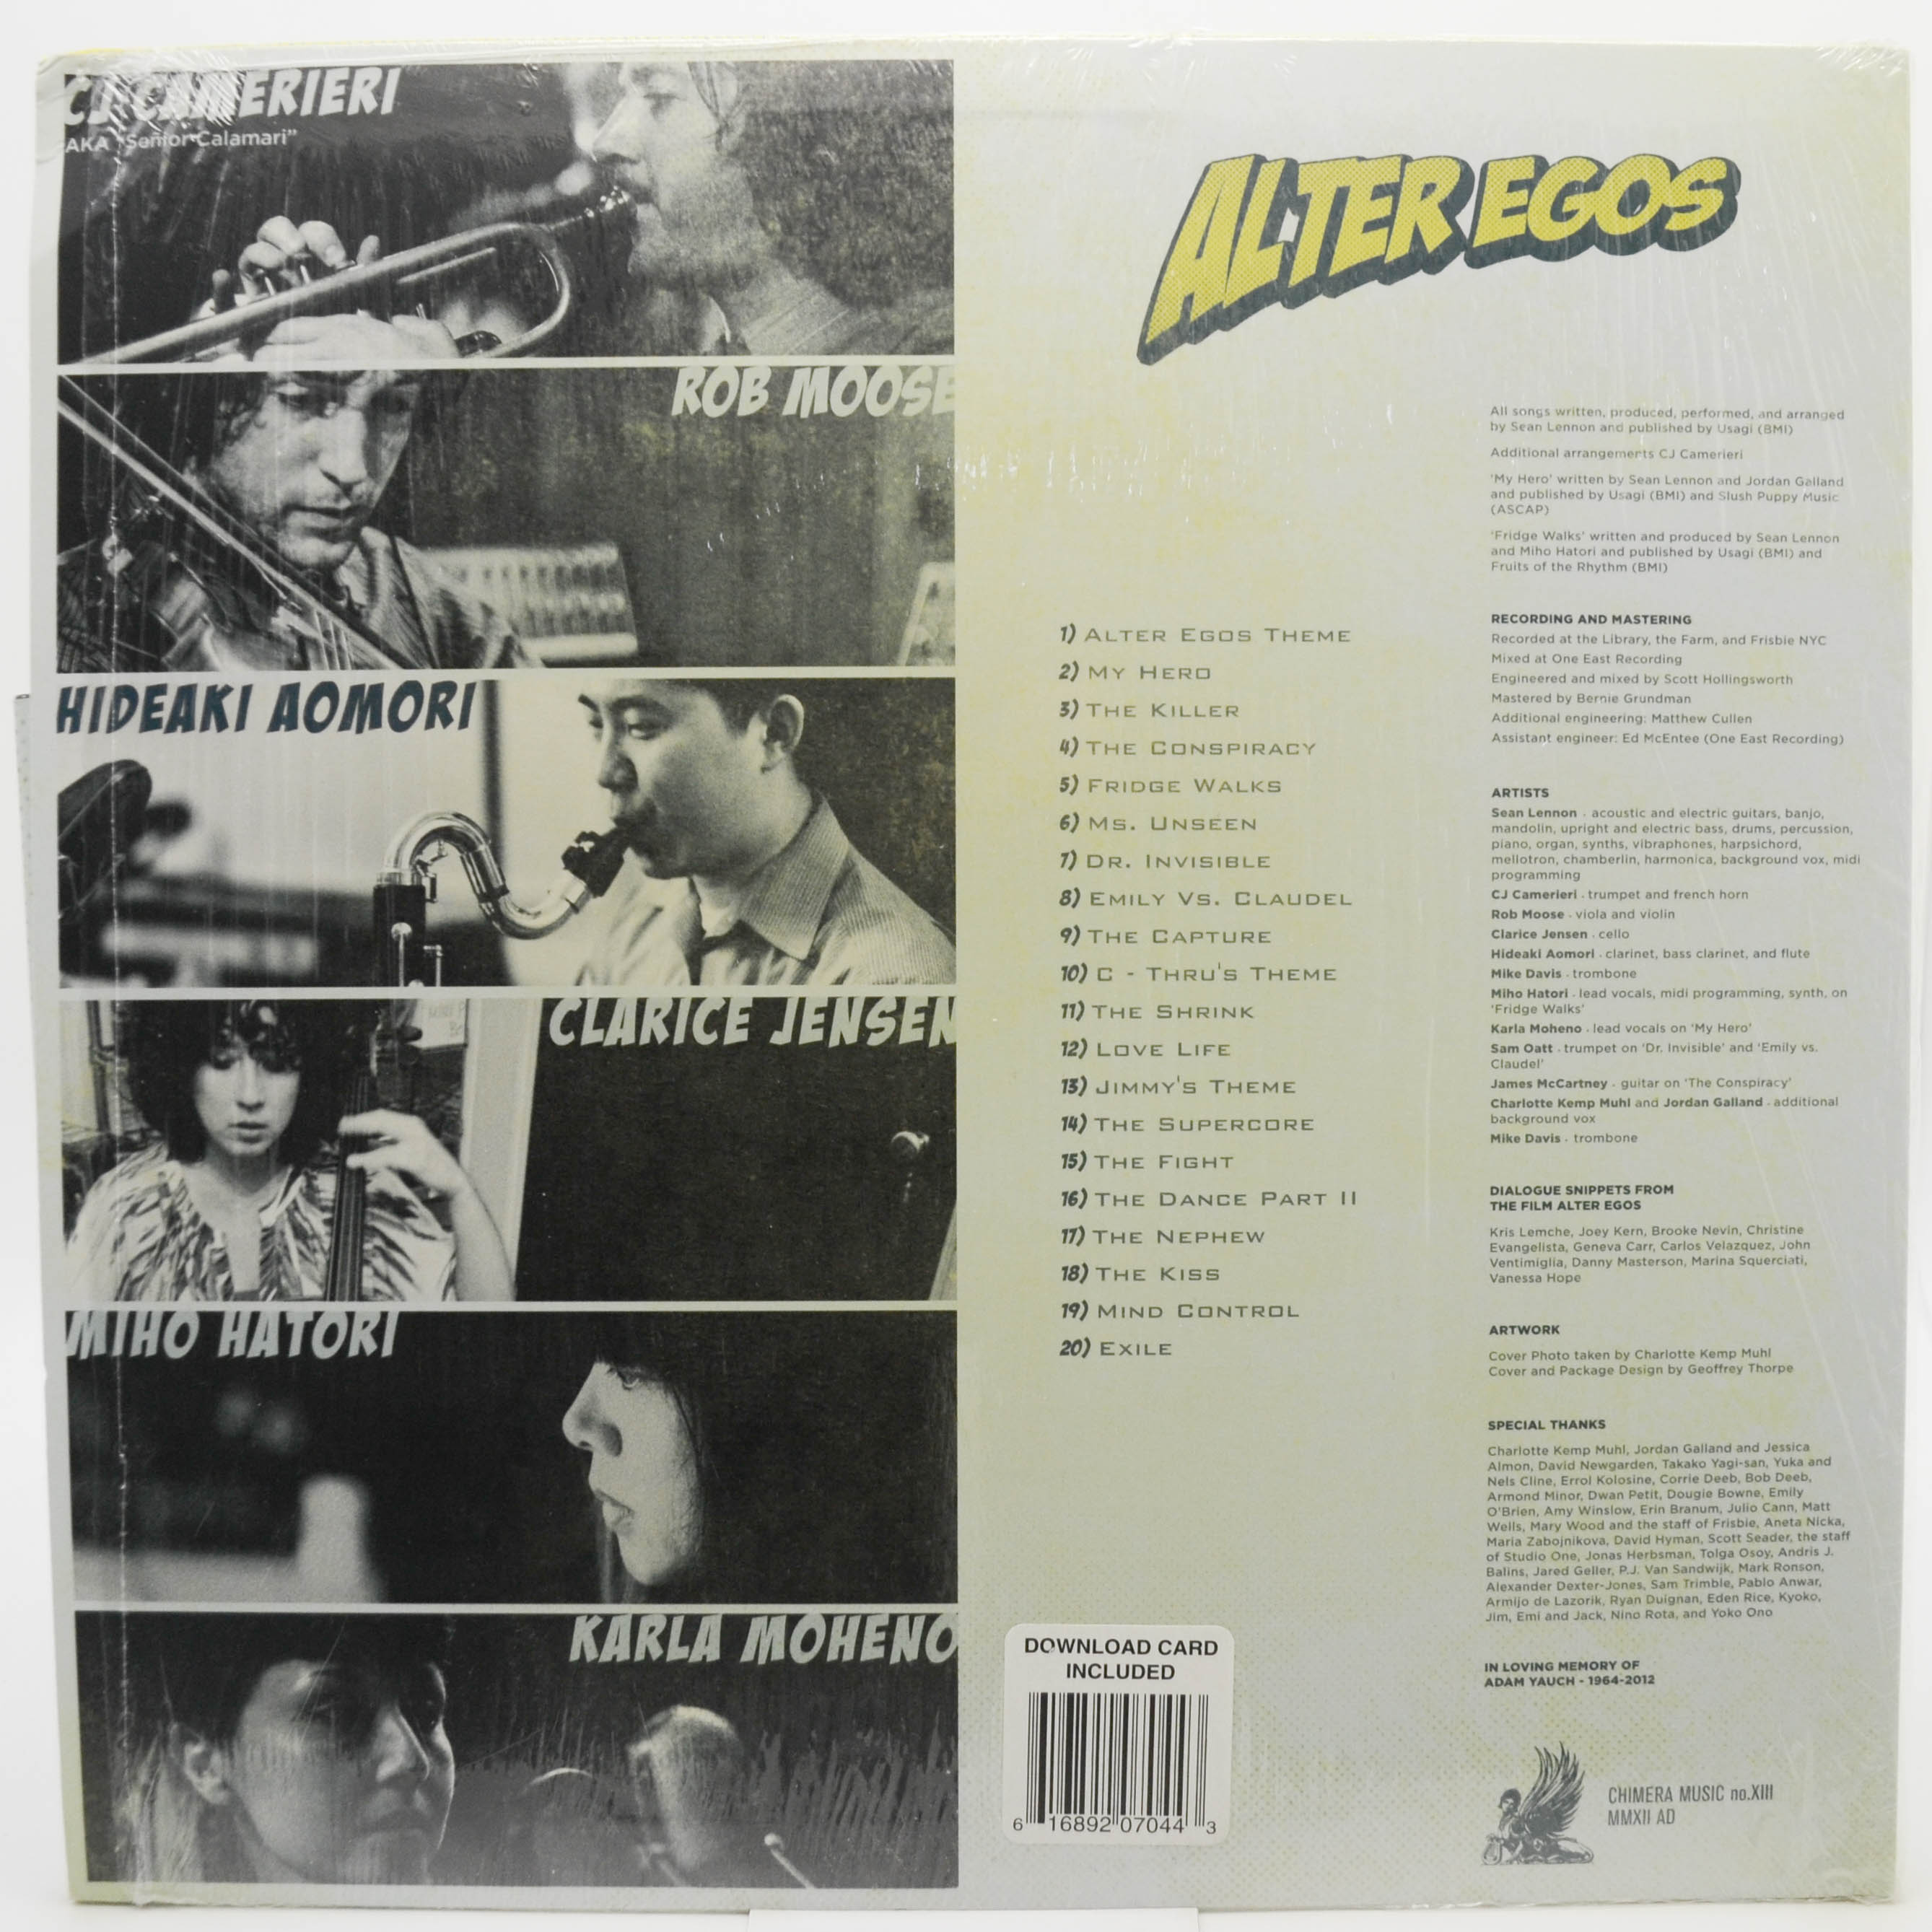 CJ CAMERIERI
AKA "Señor Calamari"
ROB MOOSE
HIDEAKI AOMORI
CLARICE JENSEN
MIHO HATORI
KARLA MOHENO
ALTER EGOS
1) ALTER EGOS THEME
2) MY HERO
3) THE KILLER
4) THE CONSPIRACY
5) FRIDGE WALKS
6) MS. UNSEEN
7) DR. INVISIBLE
8) EMILY VS. CLAUDEL
9) THE CAPTURE
10) C - THRU'S THEME
11) THE SHRINK
12) LOVE LIFE
13) JIMMY'S THEME
14) THE SUPERCORE
15) THE FIGHT
16) THE DANCE PART II
17) THE NEPHEW
18) THE KISS
19) MIND CONTROL
20) EXILE
DOWNLOAD CARD
INCLUDED
6 16892 07044 3
All songs written, produced, performed, and arranged
by Sean Lennon and published by Usagi (BMI)
Additional arrangements CJ Camerieri
'My Hero' written by Sean Lennon and Jordan Galland
and published by Usagi (BMI) and Slush Puppy Music
(ASCAP)
'Fridge Walks' written and produced by Sean Lennon
and Miho Hatori and published by Usagi (BMI) and
Fruits of the Rhythm (BMI)
RECORDING AND MASTERING
Recorded at the Library, the Farm, and Frisbie NYC
Mixed at One East Recording
Engineered and mixed by Scott Hollingsworth
Mastered by Bernie Grundman
Additional engineering: Matthew Cullen
Assistant engineer: Ed McEntee (One East Recording)
ARTISTS
Sean Lennon - acoustic and electric guitars, banjo,
mandolin, upright and electric bass, drums, percussion,
piano, organ, synths, vibraphones, harpsichord,
mellotron, chamberlin, harmonica, background vox, midi
programming
CJ Camerieri - trumpet and french horn
Rob Moose - viola and violin
Clarice Jensen - cello
Hideaki Aomori - clarinet, bass clarinet, and flute
Mike Davis - trombone
Miho Hatori - lead vocals, midi programming, synth, on
'Fridge Walks'
Karla Moheno - lead vocals on 'My Hero'
Sam Oatt - trumpet on 'Dr. Invisible' and 'Emily vs.
Claudel'
James McCartney - guitar on 'The Conspiracy'
Charlotte Kemp Muhl and Jordan Galland - additional
background vox
Mike Davis - trombone
DIALOGUE SNIPPETS FROM
THE FILM ALTER EGOS
Kris Lemche, Joey Kern, Brooke Nevin, Christine
Evangelista, Geneva Carr, Carlos Velazquez, John
Ventimiglia, Danny Masterson, Marina Squerciati,
Vanessa Hope
ARTWORK
Cover Photo taken by Charlotte Kemp Muhl
Cover and Package Design by Geoffrey Thorpe
SPECIAL THANKS
Charlotte Kemp Muhl, Jordan Galland and Jessica
Almon, David Newgarden, Takako Yagi-san, Yuka and
Nels Cline, Errol Kolosine, Corrie Deeb, Bob Deeb,
Armond Minor, Dwan Petit, Dougie Bowne, Emily
O'Brien, Amy Winslow, Erin Branum, Julio Cann, Matt
Wells, Mary Wood and the staff of Frisbie, Aneta Nicka,
Maria Zabojnikova, David Hyman, Scott Seader, the staff
of Studio One, Jonas Herbsman, Tolga Osoy, Andris J.
Balins, Jared Geller, P.J. Van Sandwijk, Mark Ronson,
Alexander Dexter-Jones, Sam Trimble, Pablo Anwar,
Armijo de Lazorik, Ryan Duignan, Eden Rice, Kyoko,
Jim, Emi and Jack, Nino Rota, and Yoko Ono
IN LOVING MEMORY OF
ADAM YAUCH - 1964-2012
CHIMERA MUSIC no.XIII
MMXII AD